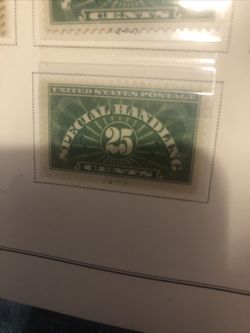 CENTS
UNITED STATES POSTAGE
SPECIAL HANDLING
25
CENTS